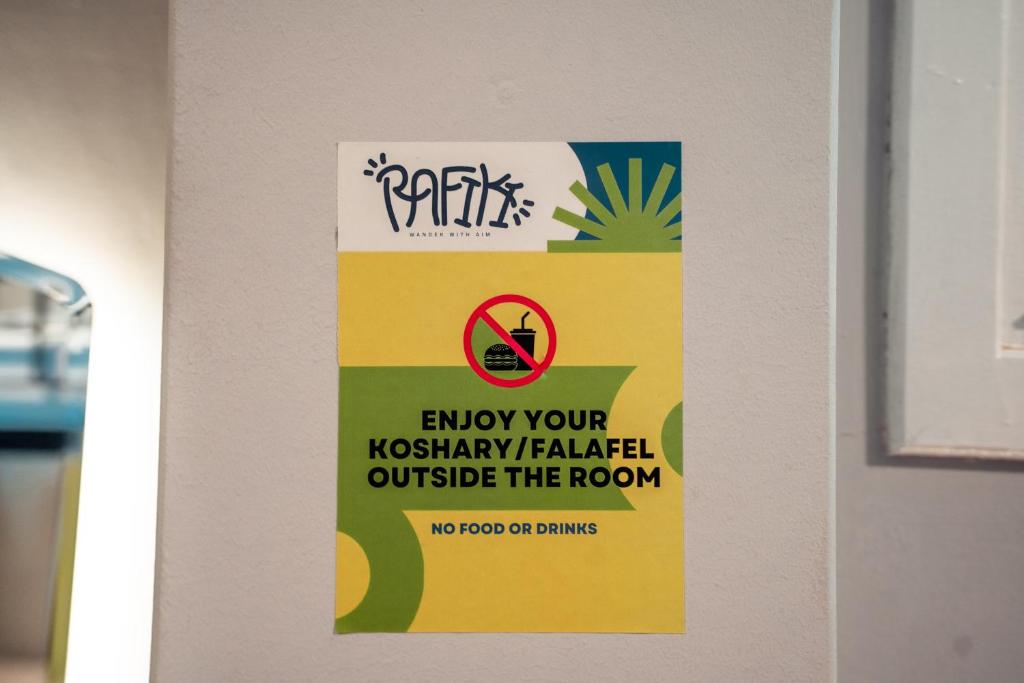 RAFIKI
WANDER WITH AIM
ENJOY YOUR
KOSHARY/FALAFEL
OUTSIDE THE ROOM
NO FOOD OR DRINKS